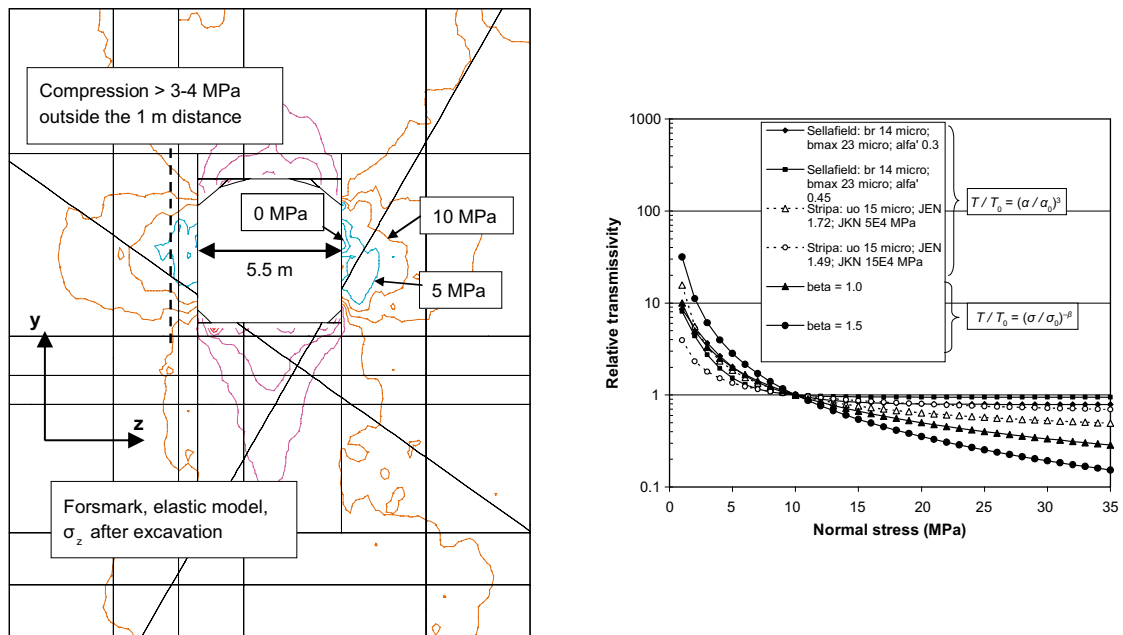 Compression > 3-4 MPa
outside the 1 m distance
0 MPa
10 MPa
5.5 m
5 MPa
y
z
Forsmark, elastic model,
σz after excavation
Relative transmissivity
1000
100
10
1
0.1
0
5
10
15
20
25
30
35
Normal stress (MPa)
Sellafield: br 14 micro;
bmax 23 micro; alfa' 0.3
Sellafield: br 14 micro;
bmax 23 micro; alfa'
0.45
Stripa: uo 15 micro; JEN
1.72; JKN 5E4 MPa
Stripa: uo 15 micro; JEN
1.49; JKN 15E4 MPa
beta = 1.0
beta = 1.5
T / T0 = (α / α0)³
T / T0 = (σ / σ0)^−β